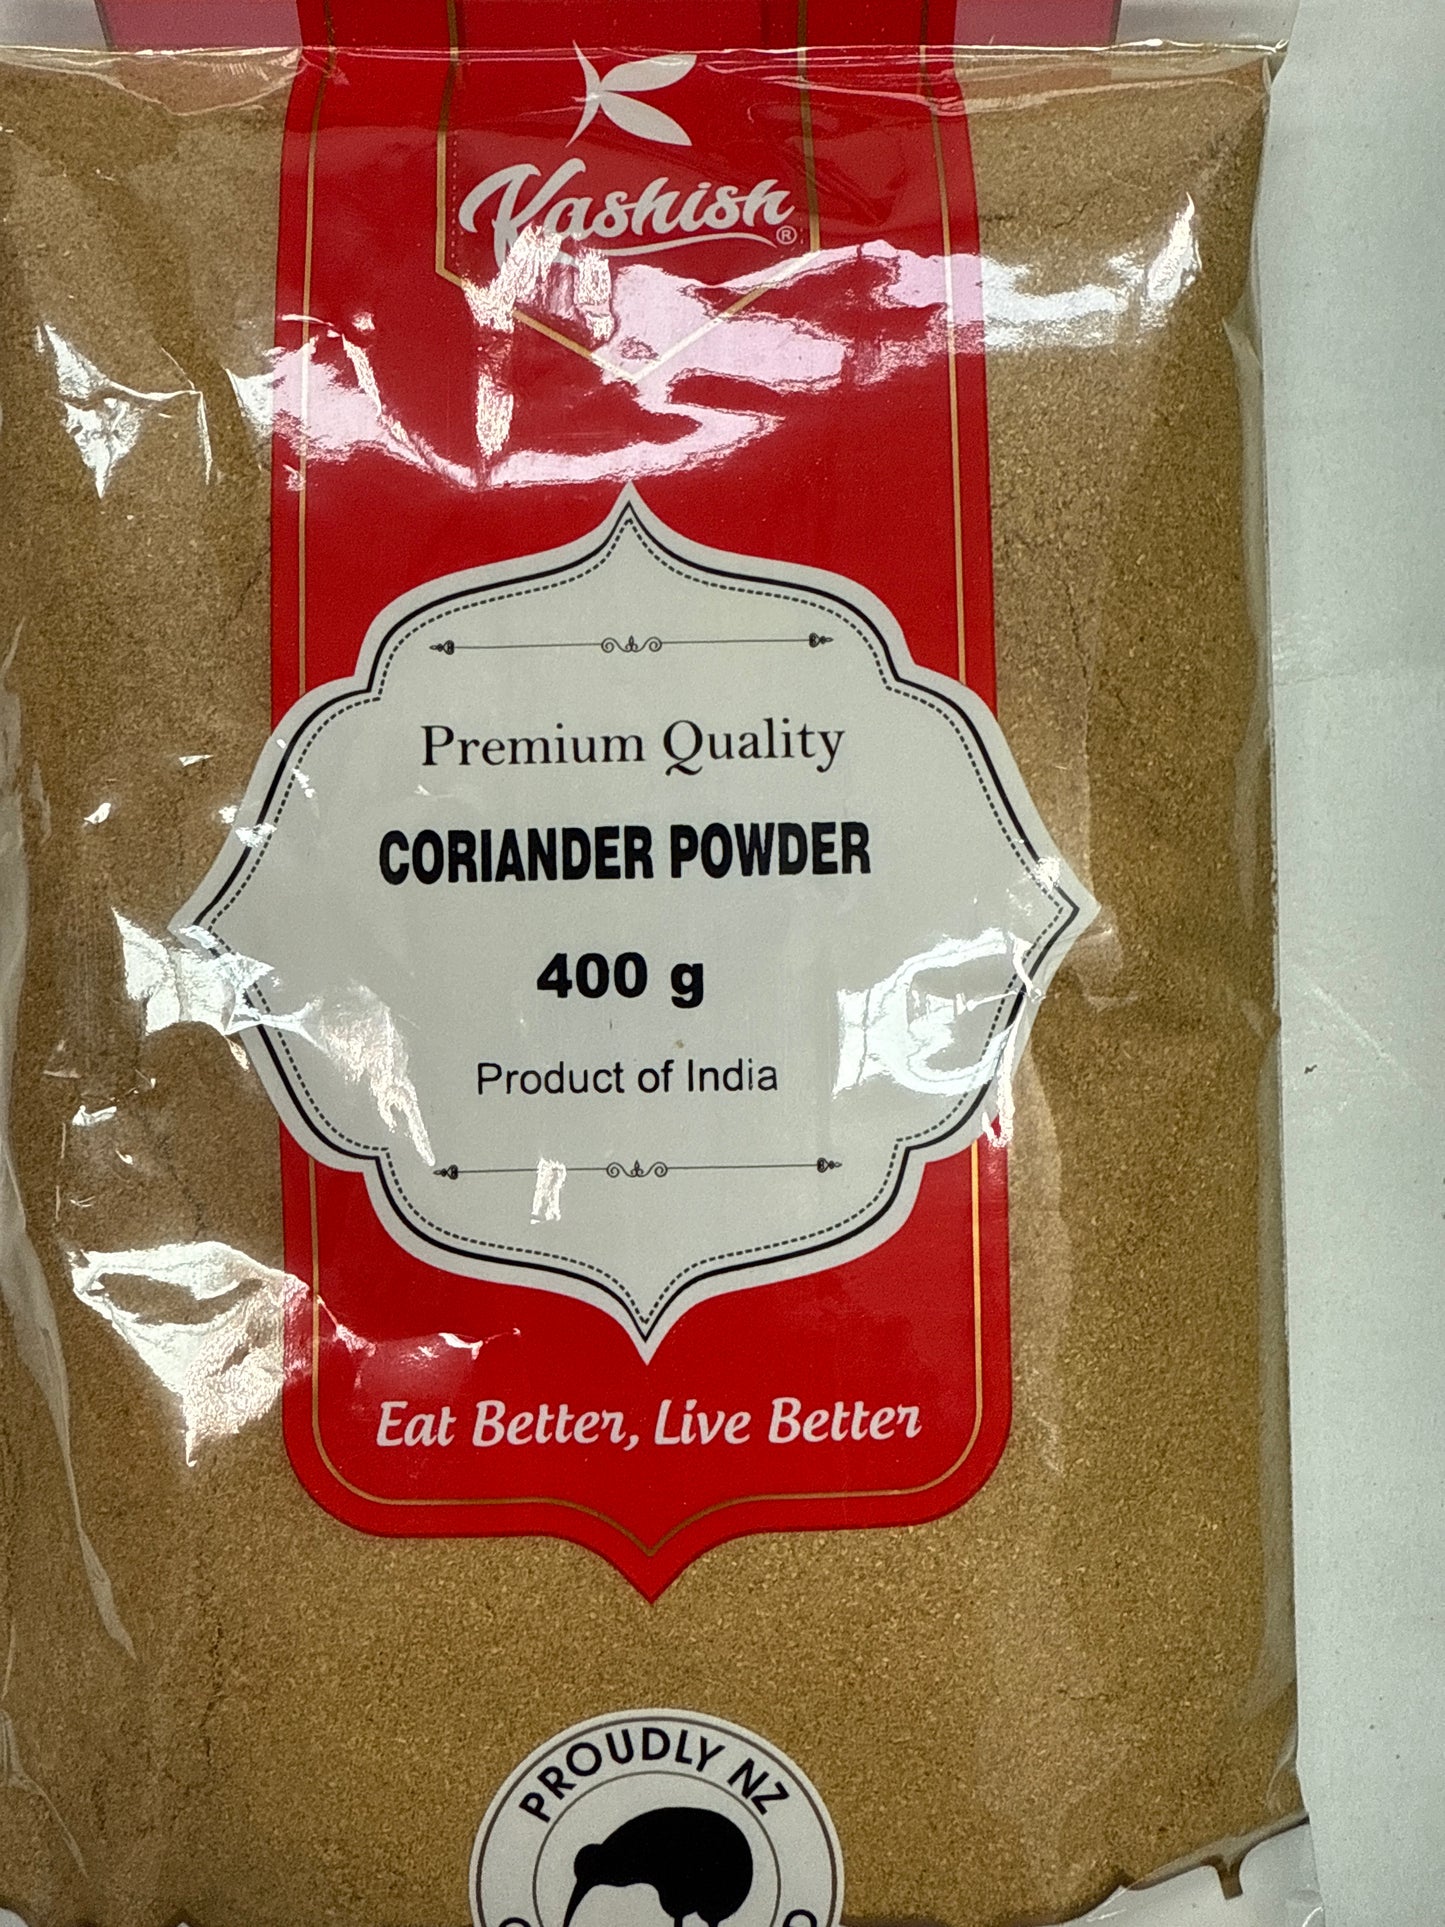 Kashish®
Premium Quality
CORIANDER POWDER
400 g
Product of India
Eat Better, Live Better
PROUDLY NZ